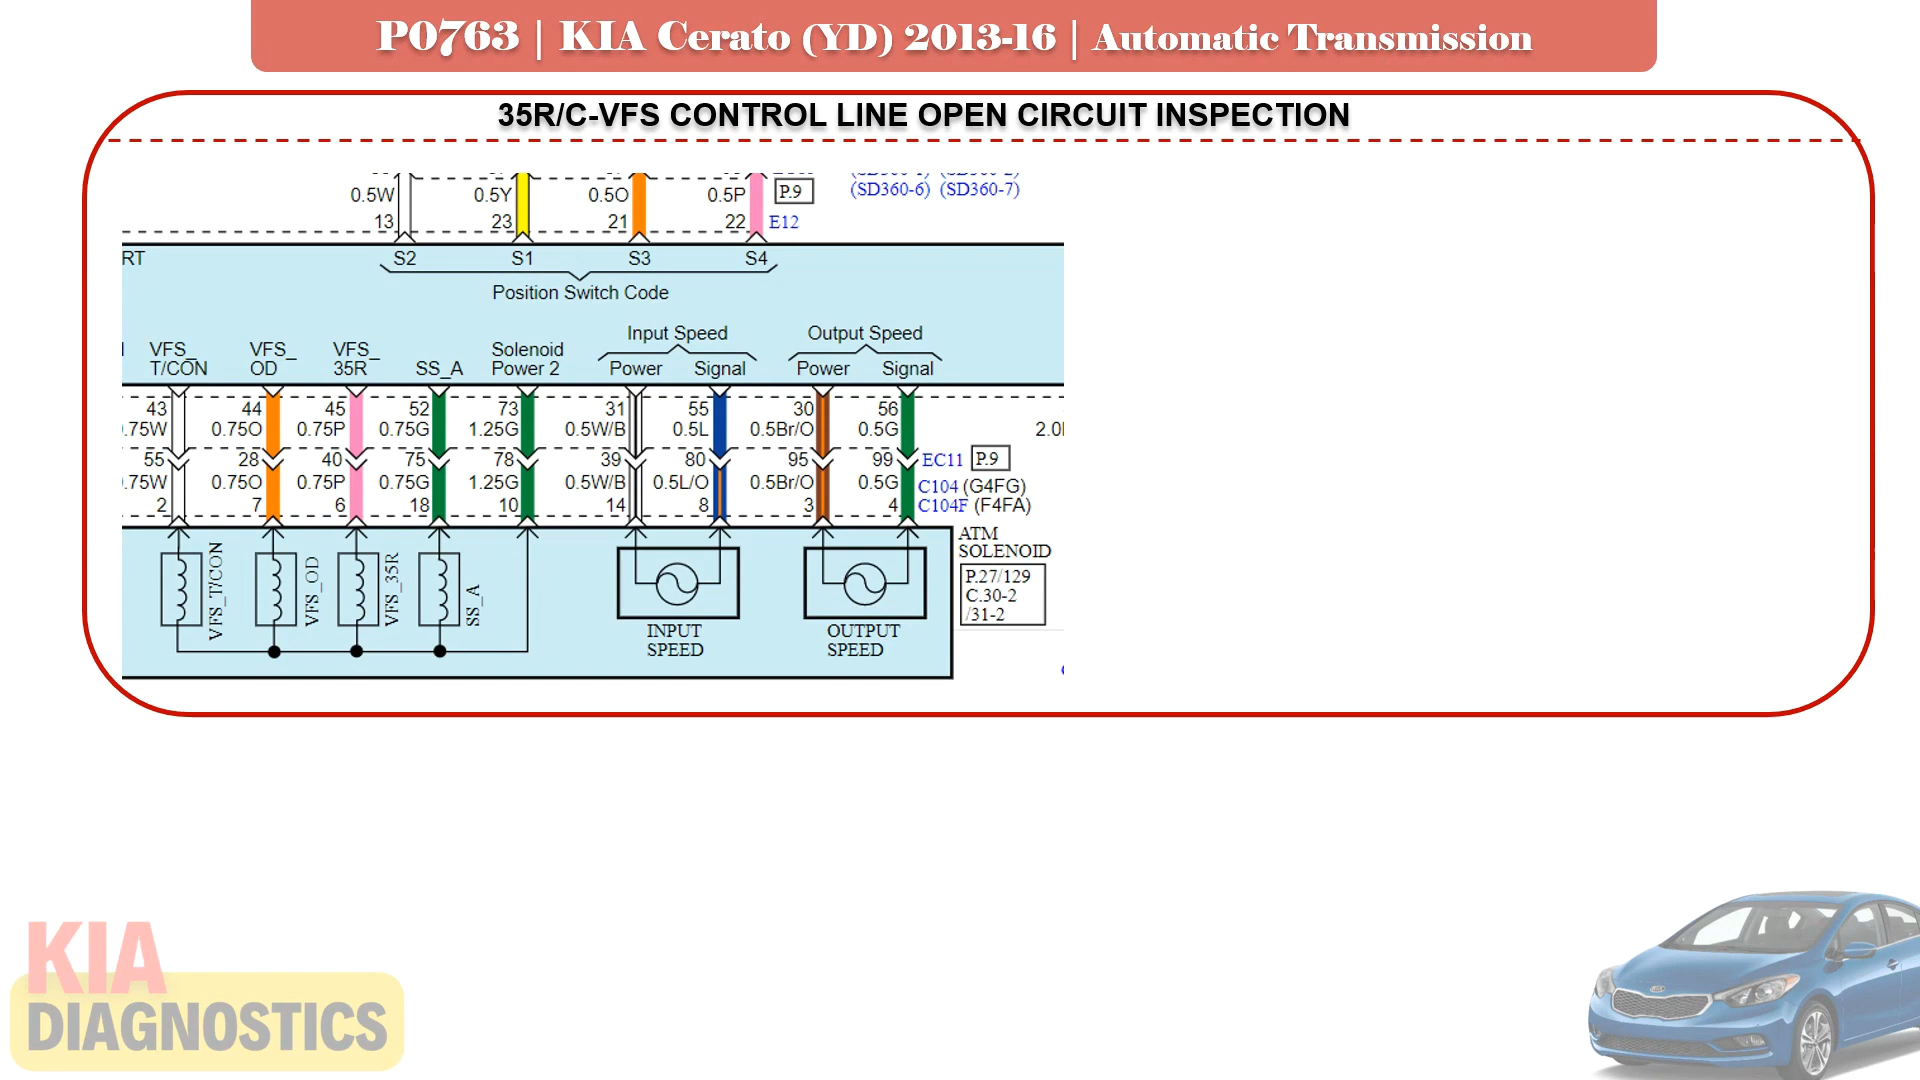 P0763 | KIA Cerato (YD) 2013-16 | Automatic Transmission
35R/C-VFS CONTROL LINE OPEN CIRCUIT INSPECTION
0.5W 0.5Y 0.5O 0.5P P.9 (SD360-6) (SD360-7)
13 23 21 22 E12
RT S2 S1 S3 S4
Position Switch Code
Input Speed Output Speed
VFS_ VFS_ VFS_ Solenoid
T/CON OD 35R SS_A Power 2 Power Signal Power Signal
43 44 45 52 73 31 55 30 56
.75W 0.75O 0.75P 0.75G 1.25G 0.5W/B 0.5L 0.5Br/O 0.5G
55 28 40 75 78 39 80 95 99 EC11 P.9
.75W 0.75O 0.75P 0.75G 1.25G 0.5W/B 0.5L/O 0.5Br/O 0.5G C104 (G4FG)
2 7 6 18 10 14 8 3 4 C104F (F4FA)
ATM
SOLENOID
P.27/129
C.30-2
/31-2
VFS_T/CON
VFS_OD
VFS_35R
SS_A
INPUT
SPEED
OUTPUT
SPEED
KIA
DIAGNOSTICS